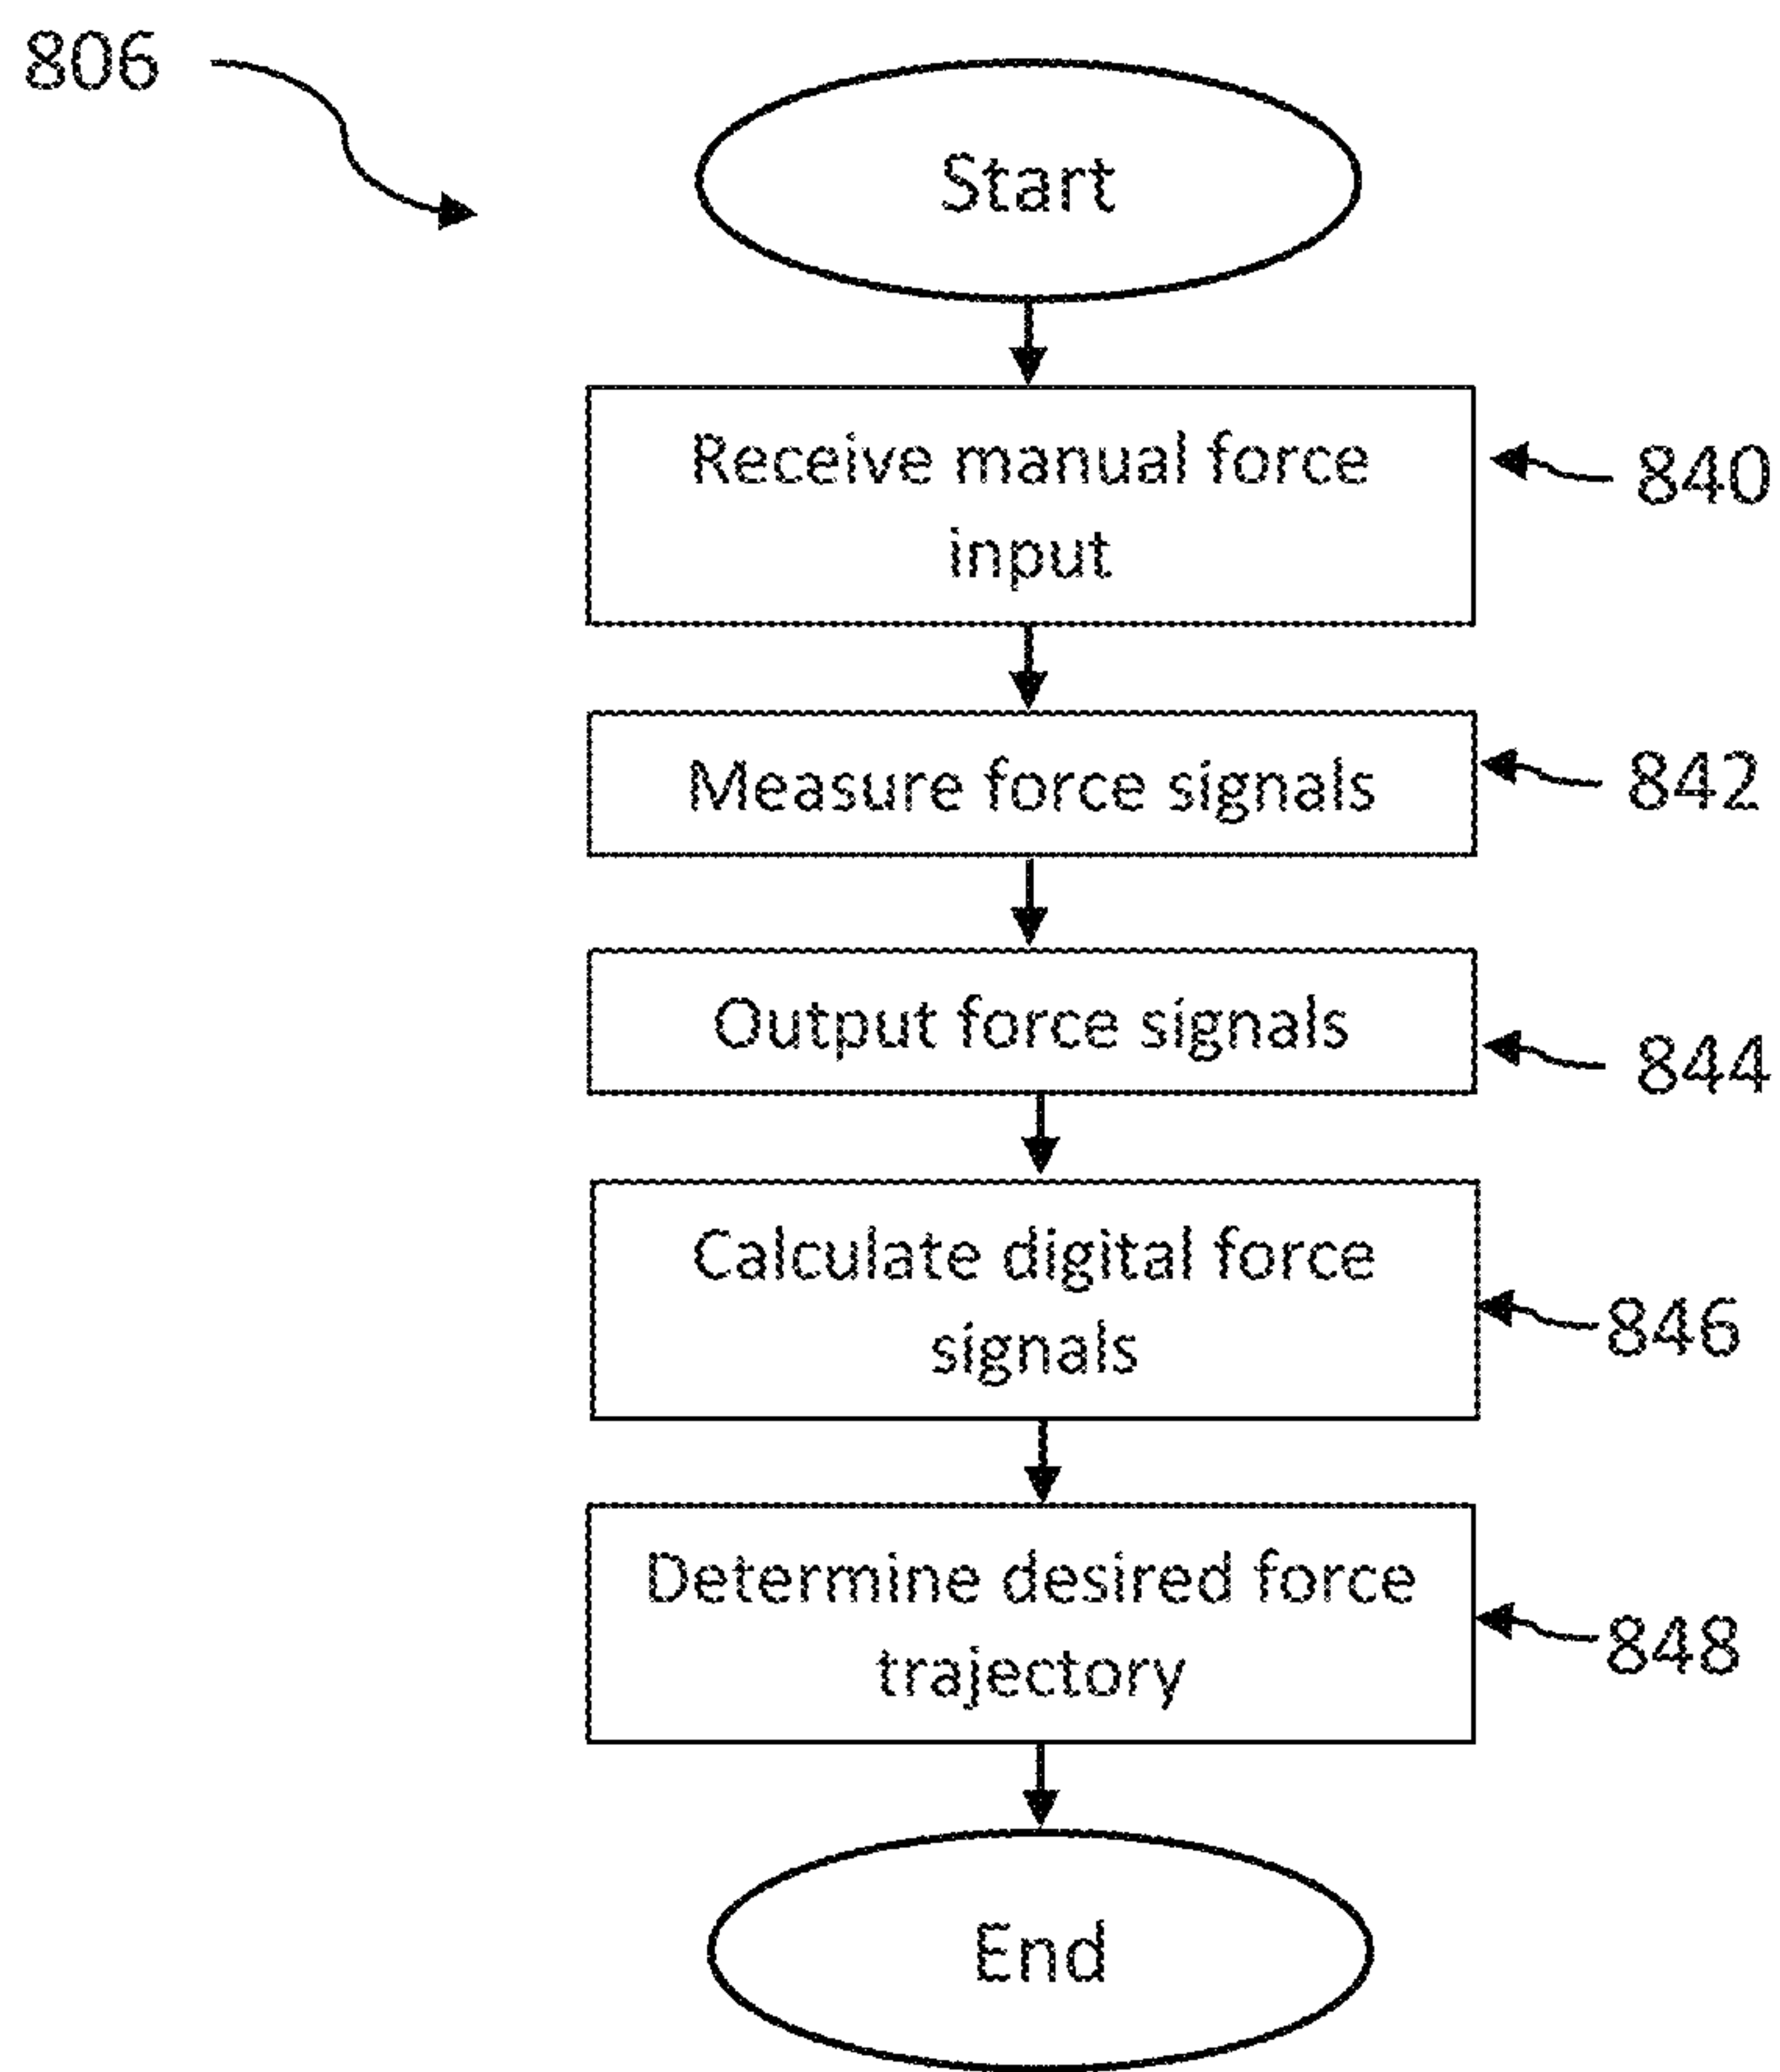 806
Start
Receive manual force
input
840
Measure force signals
842
Output force signals
844
Calculate digital force
signals
846
Determine desired force
trajectory
848
End